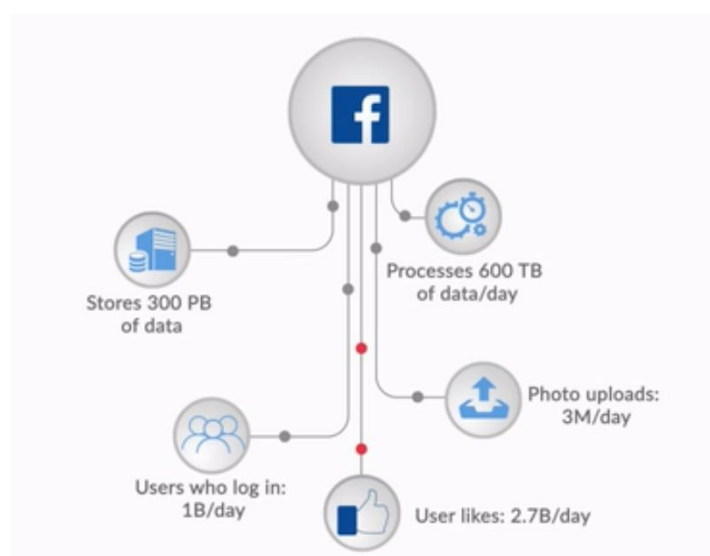 f
Processes 600 TB
of data/day
Stores 300 PB
of data
Photo uploads:
3M/day
Users who log in:
1B/day
User likes: 2.7B/day